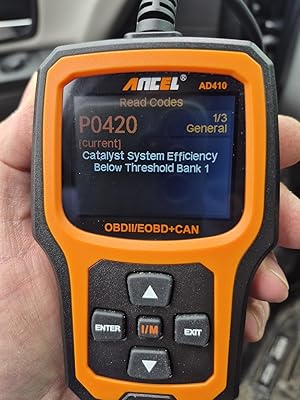 ANCEL
AD410
Read Codes
P0420
1/3
General
[current]
Catalyst System Efficiency
Below Threshold Bank 1
OBDII/EOBD+CAN
ENTER
I/M
EXIT